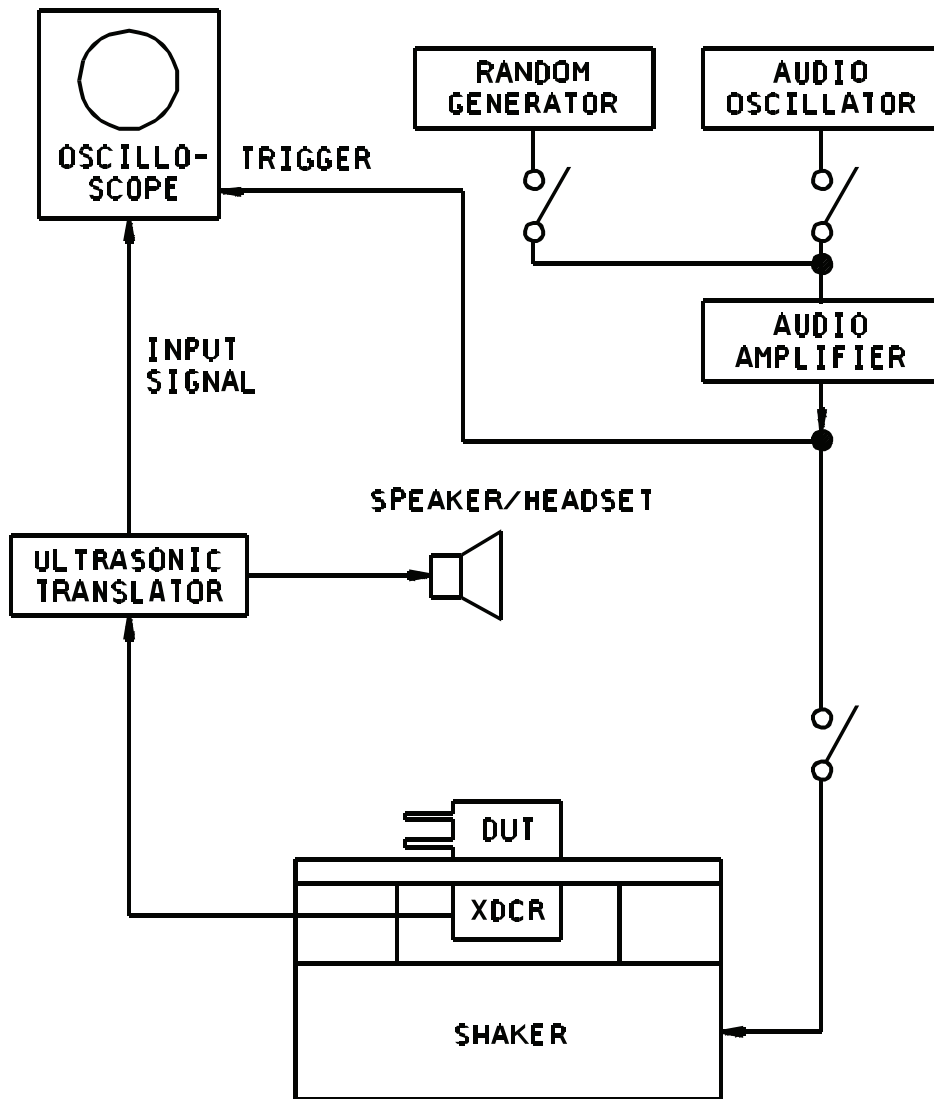 RANDOM
GENERATOR
AUDIO
OSCILLATOR
OSCILLO-
SCOPE
TRIGGER
AUDIO
AMPLIFIER
INPUT
SIGNAL
SPEAKER/HEADSET
ULTRASONIC
TRANSLATOR
DUT
XDCR
SHAKER